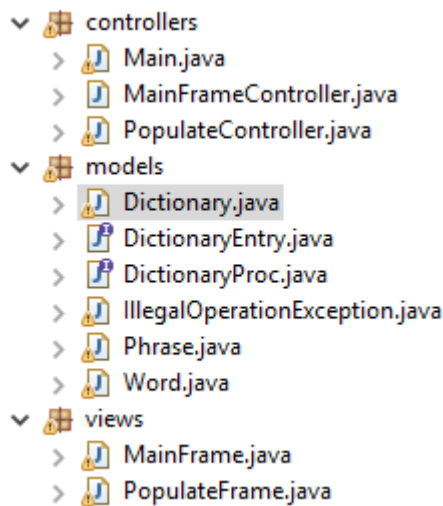 controllers
Main.java
MainFrameController.java
PopulateController.java
models
Dictionary.java
DictionaryEntry.java
DictionaryProc.java
IllegalOperationException.java
Phrase.java
Word.java
views
MainFrame.java
PopulateFrame.java